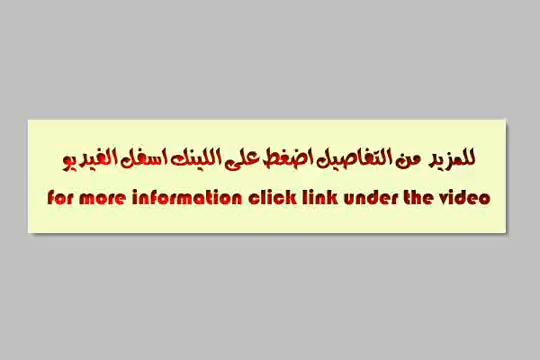 للمزيد من التفاصيل اضغط على اللينك اسفل الفيديو
for more information click link under the video